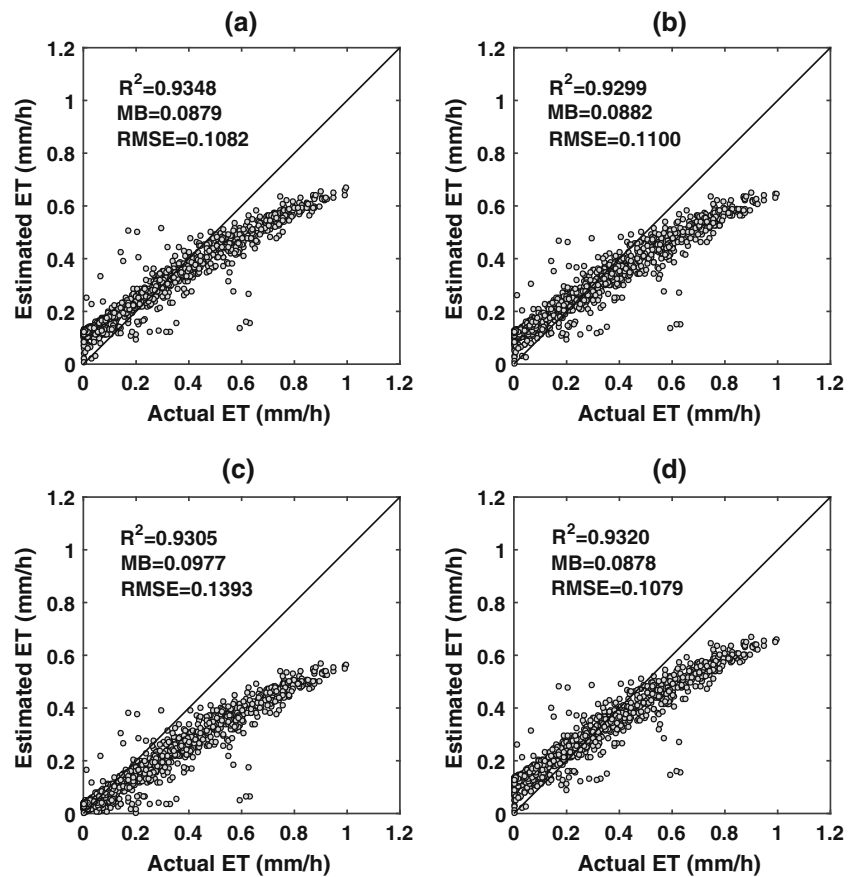 (a)
1.2
1
0.8
0.6
0.4
0.2
0
Estimated ET (mm/h)
R²=0.9348
MB=0.0879
RMSE=0.1082
0 0.2 0.4 0.6 0.8 1 1.2
Actual ET (mm/h)
(b)
1.2
1
0.8
0.6
0.4
0.2
0
Estimated ET (mm/h)
R²=0.9299
MB=0.0882
RMSE=0.1100
0 0.2 0.4 0.6 0.8 1 1.2
Actual ET (mm/h)
(c)
1.2
1
0.8
0.6
0.4
0.2
0
Estimated ET (mm/h)
R²=0.9305
MB=0.0977
RMSE=0.1393
0 0.2 0.4 0.6 0.8 1 1.2
Actual ET (mm/h)
(d)
1.2
1
0.8
0.6
0.4
0.2
0
Estimated ET (mm/h)
R²=0.9320
MB=0.0878
RMSE=0.1079
0 0.2 0.4 0.6 0.8 1 1.2
Actual ET (mm/h)